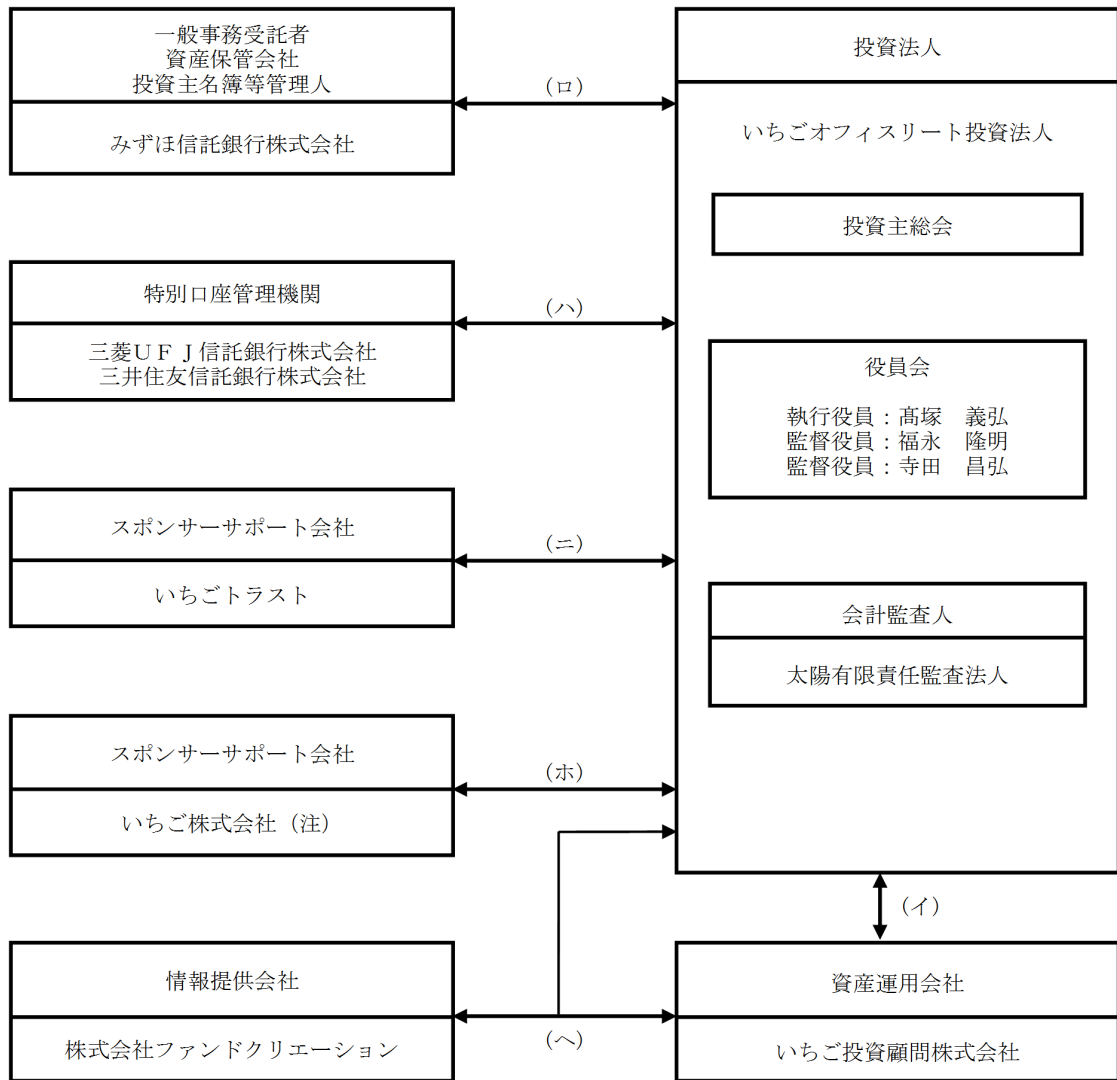 一般事務受託者
資産保管会社
投資主名簿等管理人
みずほ信託銀行株式会社
(ロ)
投資法人
いちごオフィスリート投資法人
投資主総会
特別口座管理機関
三菱ＵＦＪ信託銀行株式会社
三井住友信託銀行株式会社
(ハ)
役員会
執行役員：髙塚　義弘
監督役員：福永　隆明
監督役員：寺田　昌弘
スポンサーサポート会社
いちごトラスト
(ニ)
会計監査人
太陽有限責任監査法人
スポンサーサポート会社
いちご株式会社（注）
(ホ)
(イ)
情報提供会社
株式会社ファンドクリエーション
(ヘ)
資産運用会社
いちご投資顧問株式会社